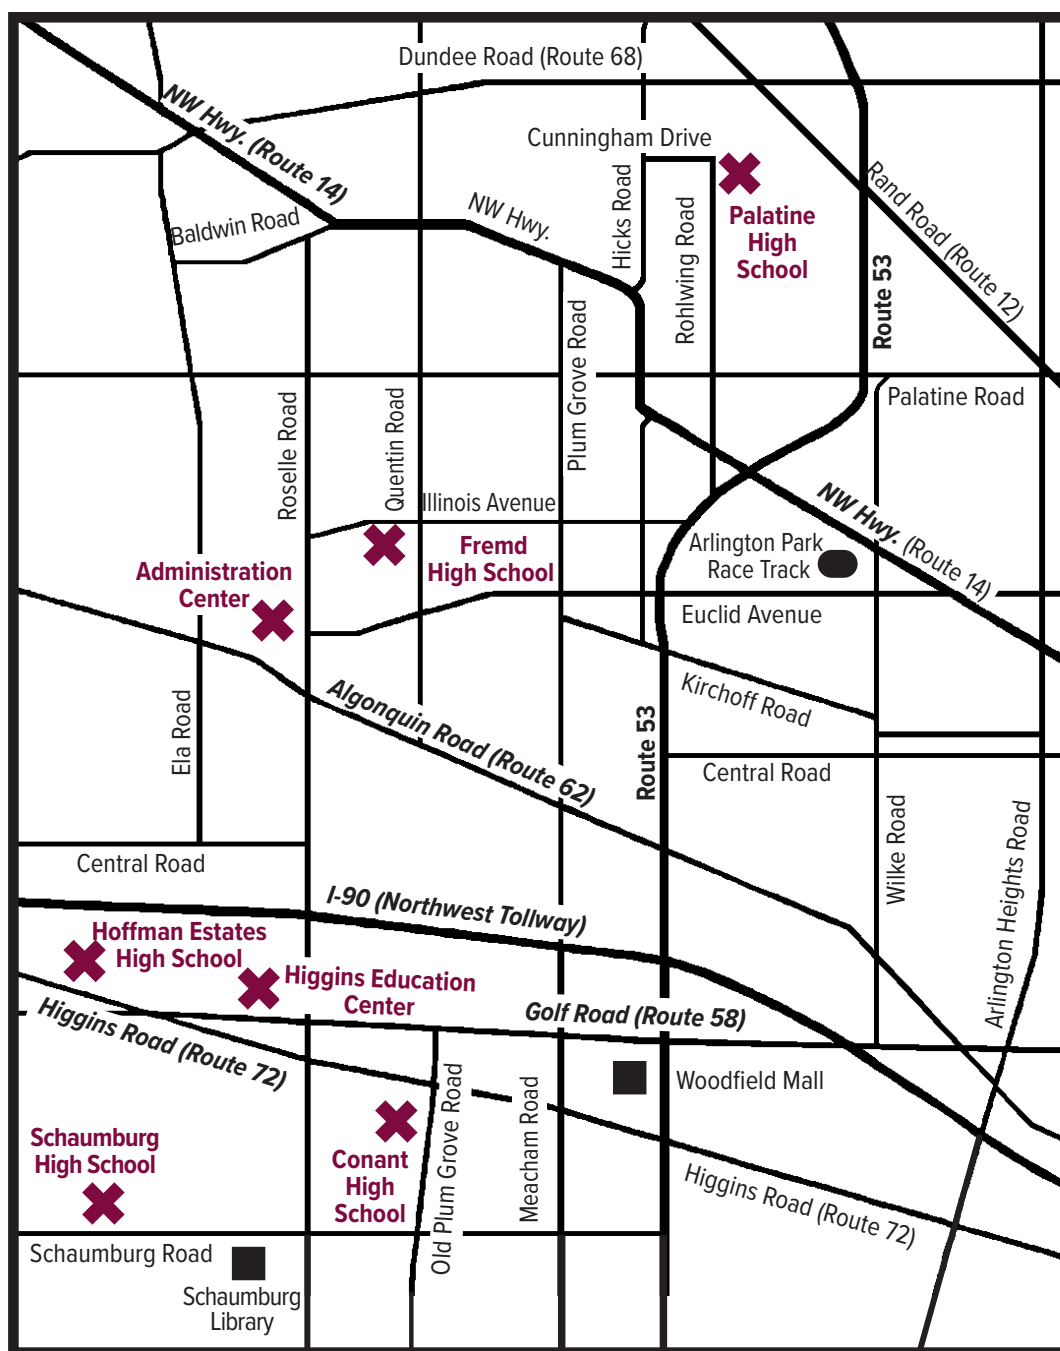 Dundee Road (Route 68)
NW Hwy. (Route 14)
Cunningham Drive
Rand Road (Route 12)
Baldwin Road
NW Hwy.
Hicks Road
Rohlwing Road
Palatine
High
School
Route 53
Plum Grove Road
Palatine Road
Roselle Road
Quentin Road
Illinois Avenue
NW Hwy. (Route 14)
Fremd
High School
Arlington Park
Race Track
Administration
Center
Euclid Avenue
Kirchoff Road
Algonquin Road (Route 62)
Ela Road
Route 53
Central Road
Wilke Road
Arlington Heights Road
Central Road
I-90 (Northwest Tollway)
Hoffman Estates
High School
Higgins Education
Center
Golf Road (Route 58)
Higgins Road (Route 72)
Woodfield Mall
Old Plum Grove Road
Meacham Road
Schaumburg
High School
Conant
High
School
Higgins Road (Route 72)
Schaumburg Road
Schaumburg
Library